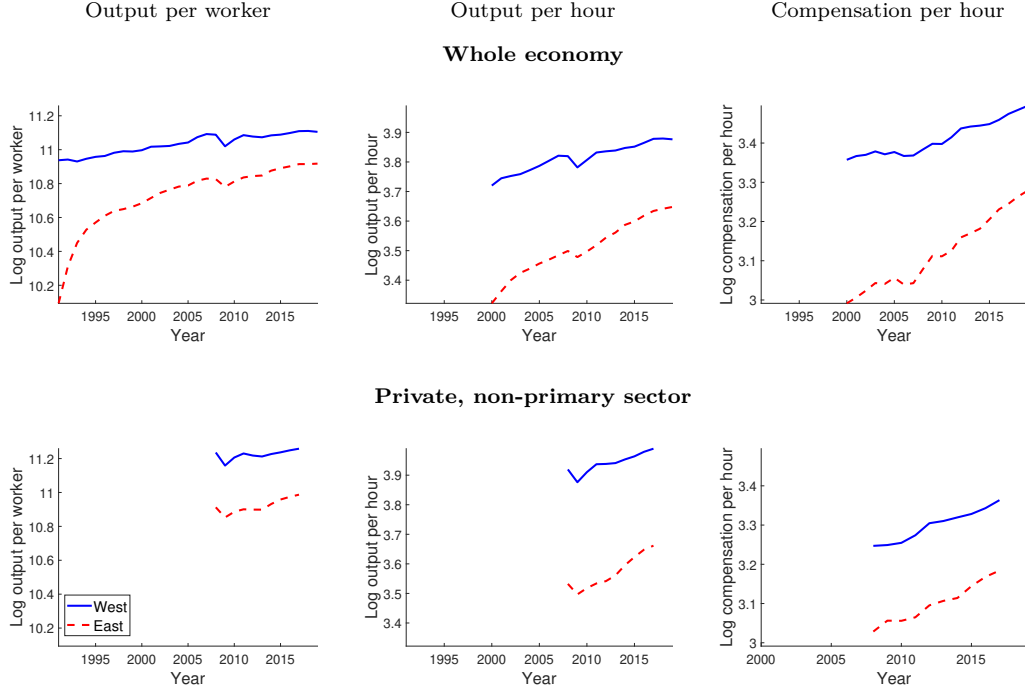 Output per worker
Output per hour
Compensation per hour
Whole economy
Log output per worker
11.2
11
10.8
10.6
10.4
10.2
1995 2000 2005 2010 2015
Year
Log output per hour
3.9
3.8
3.7
3.6
3.5
3.4
1995 2000 2005 2010 2015
Year
Log compensation per hour
3.4
3.3
3.2
3.1
3
1995 2000 2005 2010 2015
Year
Private, non-primary sector
Log output per worker
11.2
11
10.8
10.6
10.4
10.2
West
East
1995 2000 2005 2010 2015
Year
Log output per hour
3.9
3.8
3.7
3.6
3.5
3.4
1995 2000 2005 2010 2015
Year
Log compensation per hour
3.4
3.3
3.2
3.1
3
2000 2005 2010 2015
Year